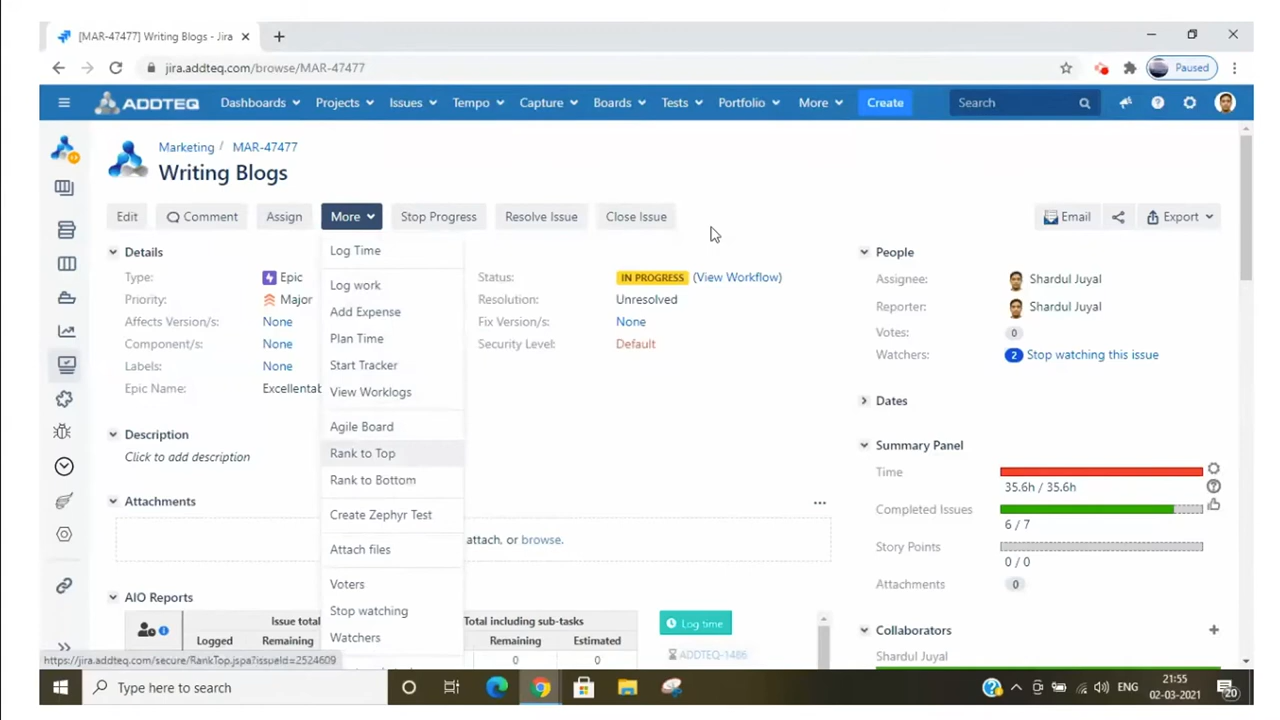 [MAR-47477] Writing Blogs - Jira
jira.addteq.com/browse/MAR-47477
Paused
ADDTEQ
Dashboards
Projects
Issues
Tempo
Capture
Boards
Tests
Portfolio
More
Create
Search
Marketing / MAR-47477
Writing Blogs
Edit
Comment
Assign
More
Stop Progress
Resolve Issue
Close Issue
Email
Export
Log Time
Log work
Add Expense
Plan Time
Start Tracker
View Worklogs
Agile Board
Rank to Top
Rank to Bottom
Create Zephyr Test
Attach files
Voters
Stop watching
Watchers
Details
Type: Epic
Priority: Major
Affects Version/s: None
Component/s: None
Labels: None
Epic Name: Excellentab
Status: IN PROGRESS (View Workflow)
Resolution: Unresolved
Fix Version/s: None
Security Level: Default
Description
Click to add description
Attachments
attach, or browse.
AIO Reports
Issue total
Total including sub-tasks
Logged Remaining
Remaining Estimated
0 0
Log time
ADDTEQ-1486
People
Assignee: Shardul Juyal
Reporter: Shardul Juyal
Votes: 0
Watchers: 2 Stop watching this issue
Dates
Summary Panel
Time
35.6h / 35.6h
Completed Issues
6 / 7
Story Points
0 / 0
Attachments 0
Collaborators
Shardul Juyal
https://jira.addteq.com/secure/RankTop.jspa?issueId=2524609
Type here to search
ENG
21:55
02-03-2021
20